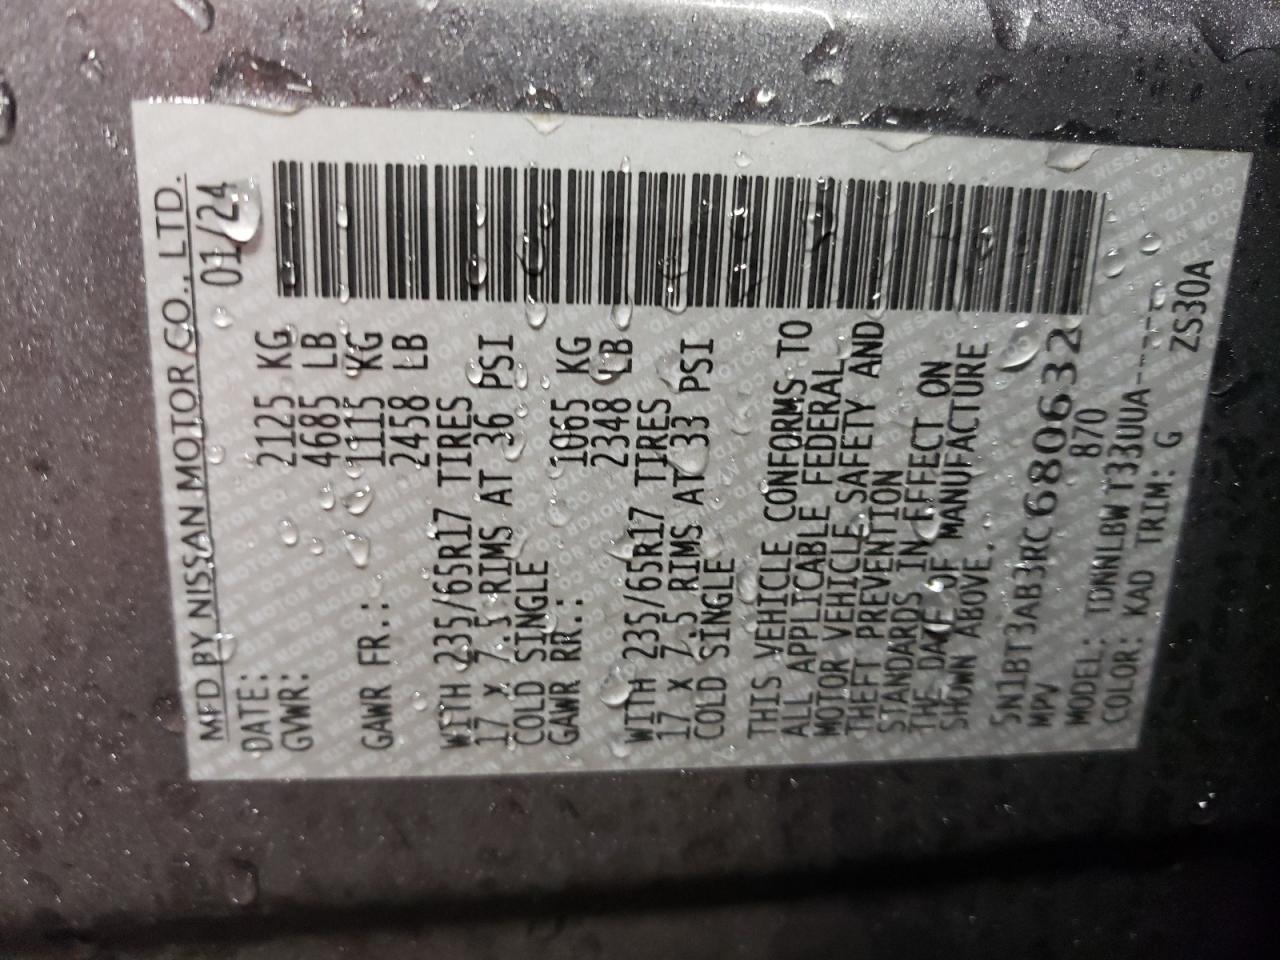 MFD BY NISSAN MOTOR CO., LTD.
DATE: 01/24
GVWR: 2125 KG
4685 LB
GAWR FR.: 1115 KG
2458 LB
WITH 235/65R17 TIRES
17 X 7.5 RIMS AT 36 PSI
COLD SINGLE
GAWR RR.: 1065 KG
2348 LB
WITH 235/65R17 TIRES
17 X 7.5 RIMS AT 33 PSI
COLD SINGLE
THIS VEHICLE CONFORMS TO
ALL APPLICABLE FEDERAL
MOTOR VEHICLE SAFETY AND
THEFT PREVENTION
STANDARDS IN EFFECT ON
THE DATE OF MANUFACTURE
SHOWN ABOVE.
5N1BT3AB3RC680632
MPV 870
MODEL: TDNNLBW T33UUA-----
COLOR: KAD TRIM: G ZS30A